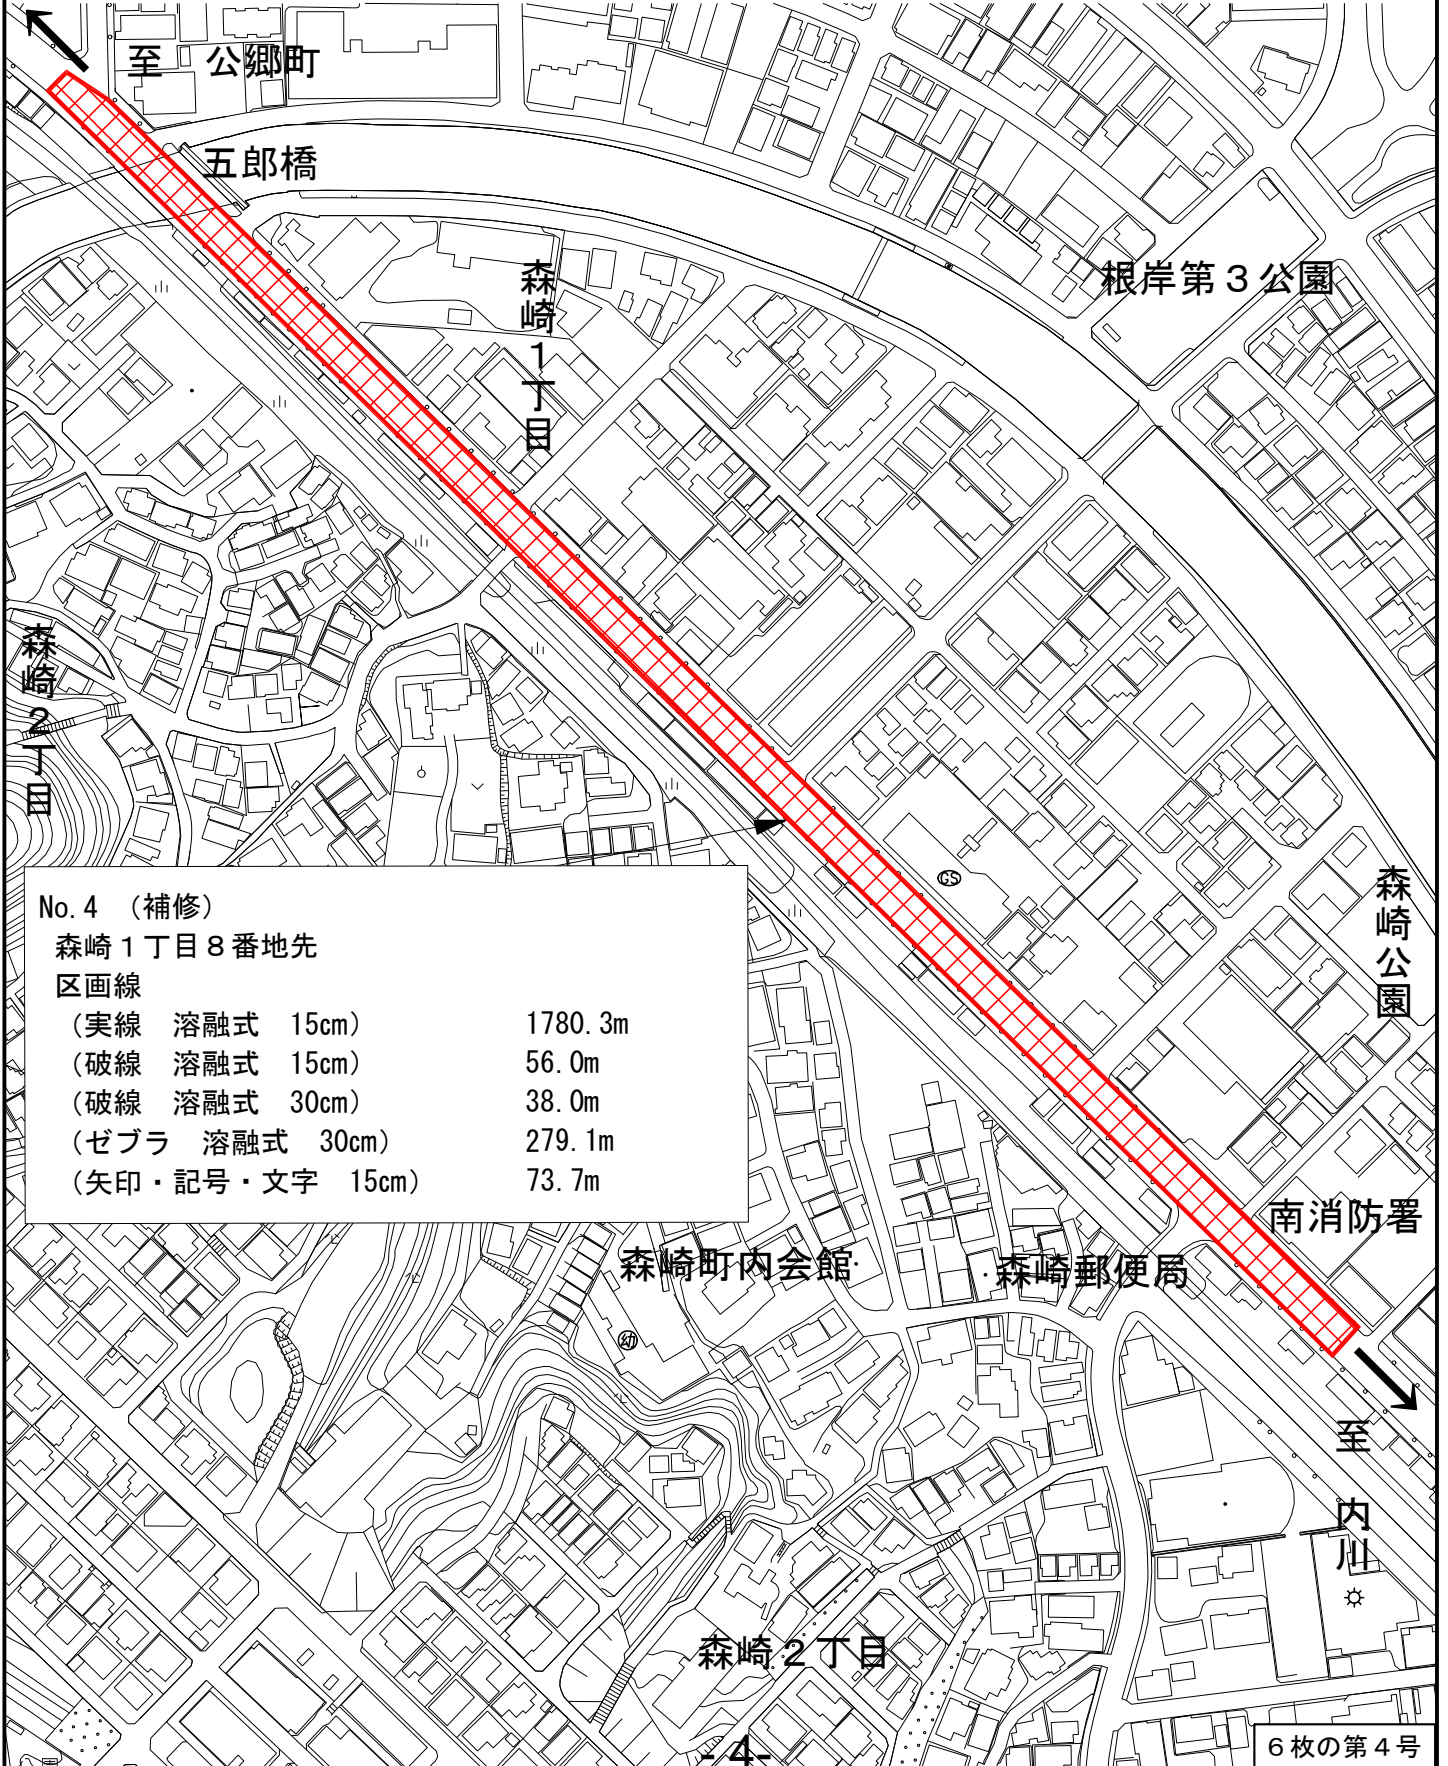 至　公郷町
五郎橋
森崎１丁目
根岸第３公園
森崎２丁目
GS
森崎公園
No.4　（補修）
森崎１丁目８番地先
区画線
（実線　溶融式　15cm）　1780.3m
（破線　溶融式　15cm）　56.0m
（破線　溶融式　30cm）　38.0m
（ゼブラ　溶融式　30cm）　279.1m
（矢印・記号・文字　15cm）　73.7m
南消防署
森崎町内会館
森崎郵便局
幼
至　内川
森崎２丁目
-4-
６枚の第４号